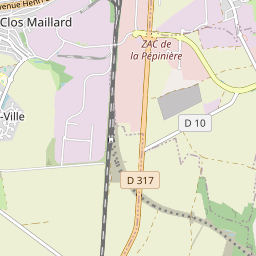 venue Henri
Clos Maillard
ZAC de
la Pépinière
-Ville
D 10
D 317